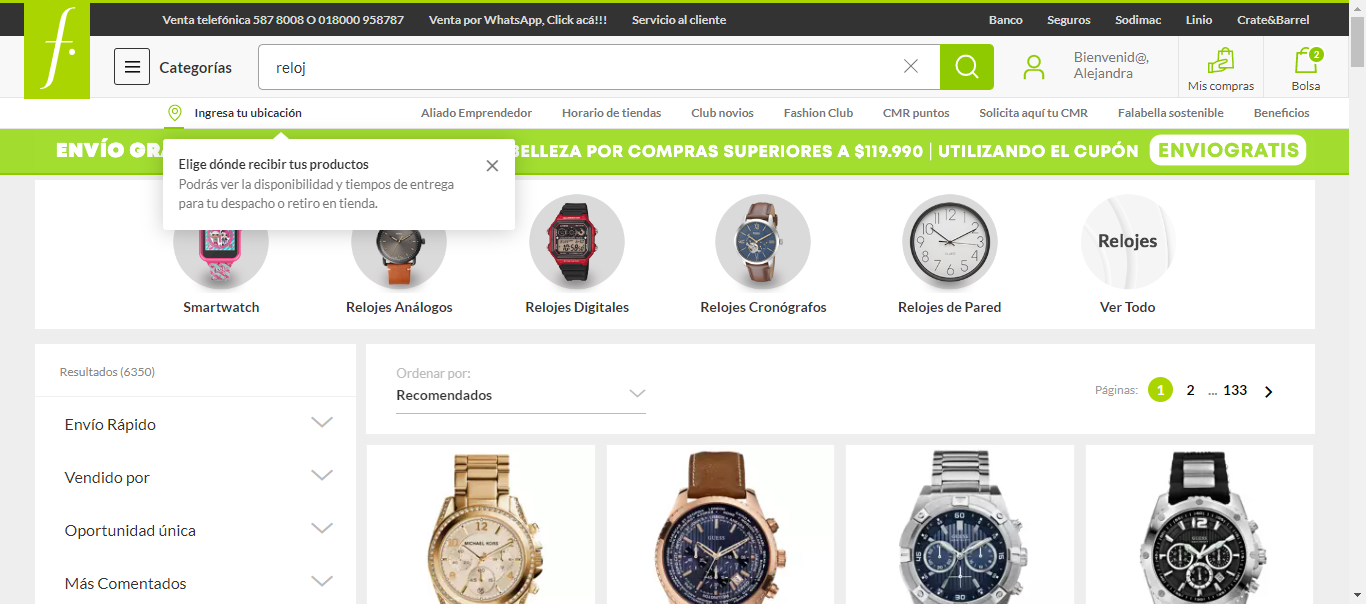 Venta telefónica 587 8008 O 018000 958787
Venta por WhatsApp, Click acá!!!
Servicio al cliente
Banco
Seguros
Sodimac
Linio
Crate&Barrel
f.
Categorías
reloj
Bienvenid@,
Alejandra
Mis compras
2
Bolsa
Ingresa tu ubicación
Aliado Emprendedor
Horario de tiendas
Club novios
Fashion Club
CMR puntos
Solicita aquí tu CMR
Falabella sostenible
Beneficios
ENVÍO GRA
BELLEZA POR COMPRAS SUPERIORES A $119.990 | UTILIZANDO EL CUPÓN ENVIOGRATIS
Elige dónde recibir tus productos
Podrás ver la disponibilidad y tiempos de entrega
para tu despacho o retiro en tienda.
Relojes
Smartwatch
Relojes Análogos
Relojes Digitales
Relojes Cronógrafos
Relojes de Pared
Ver Todo
Resultados (6350)
Envío Rápido
Vendido por
Oportunidad única
Más Comentados
Ordenar por:
Recomendados
Páginas: 1 2 ... 133
MICHAEL KORS
GUESS
GUESS
GUESS